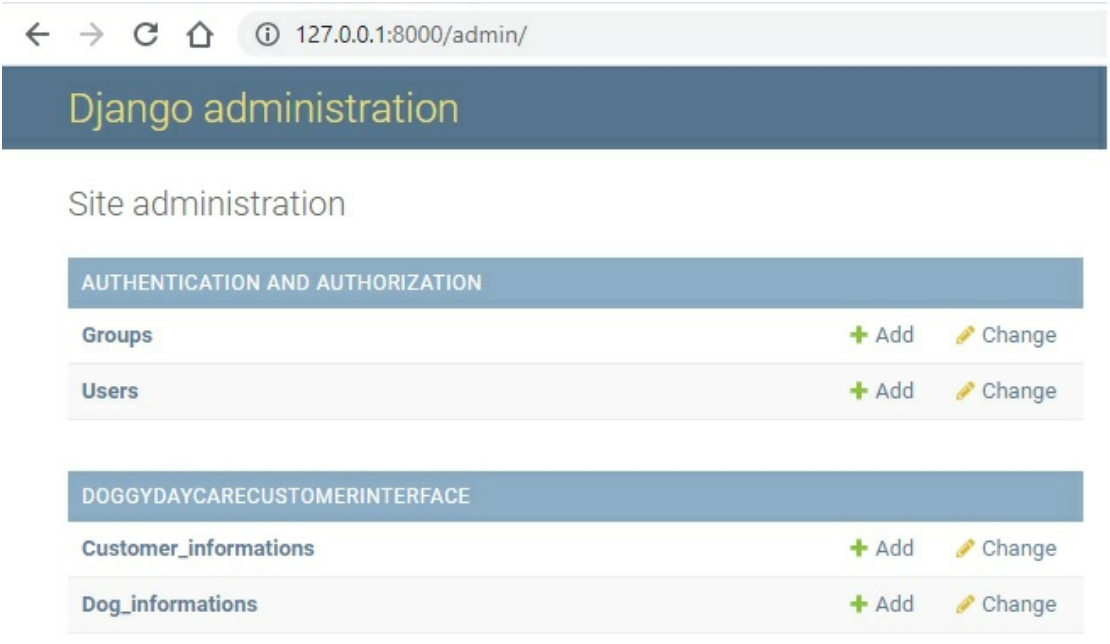 127.0.0.1:8000/admin/
Django administration
Site administration
AUTHENTICATION AND AUTHORIZATION
Groups Add Change
Users Add Change
DOGGYDAYCARECUSTOMERINTERFACE
Customer_informations Add Change
Dog_informations Add Change